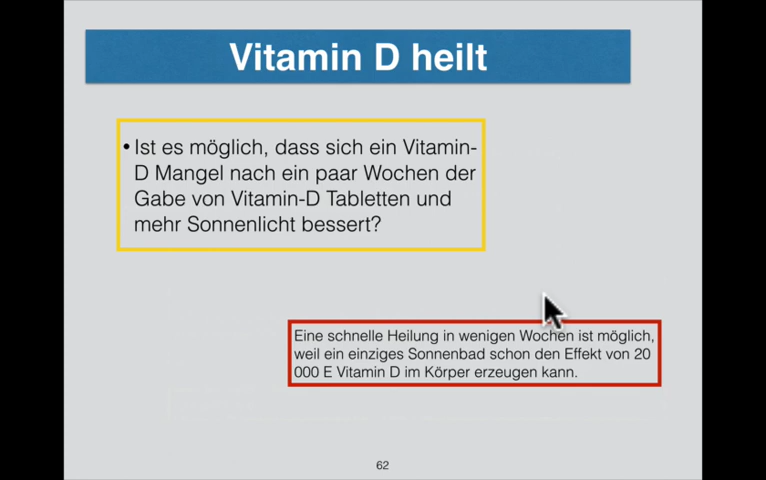 Vitamin D heilt
• Ist es möglich, dass sich ein Vitamin-
D Mangel nach ein paar Wochen der
Gabe von Vitamin-D Tabletten und
mehr Sonnenlicht bessert?
Eine schnelle Heilung in wenigen Wochen ist möglich,
weil ein einziges Sonnenbad schon den Effekt von 20
000 E Vitamin D im Körper erzeugen kann.
62